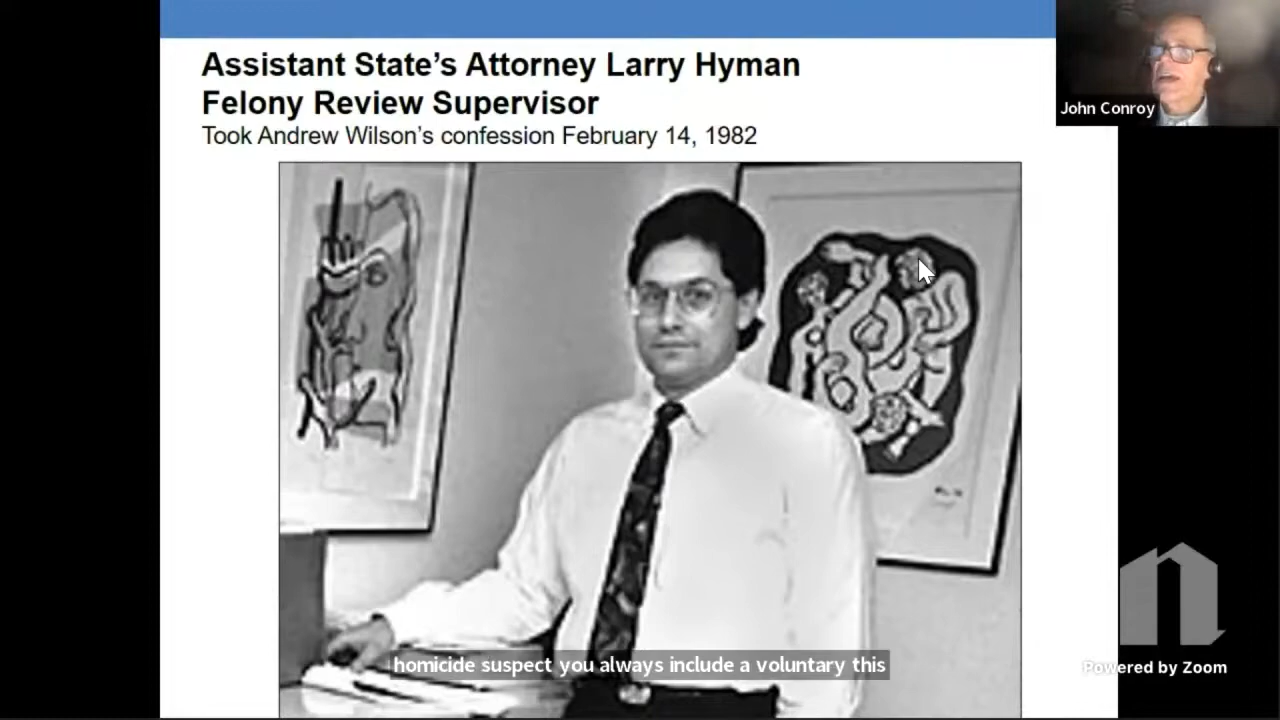 Assistant State's Attorney Larry Hyman
Felony Review Supervisor
Took Andrew Wilson's confession February 14, 1982
John Conroy
homicide suspect you always include a voluntary this
Powered by Zoom